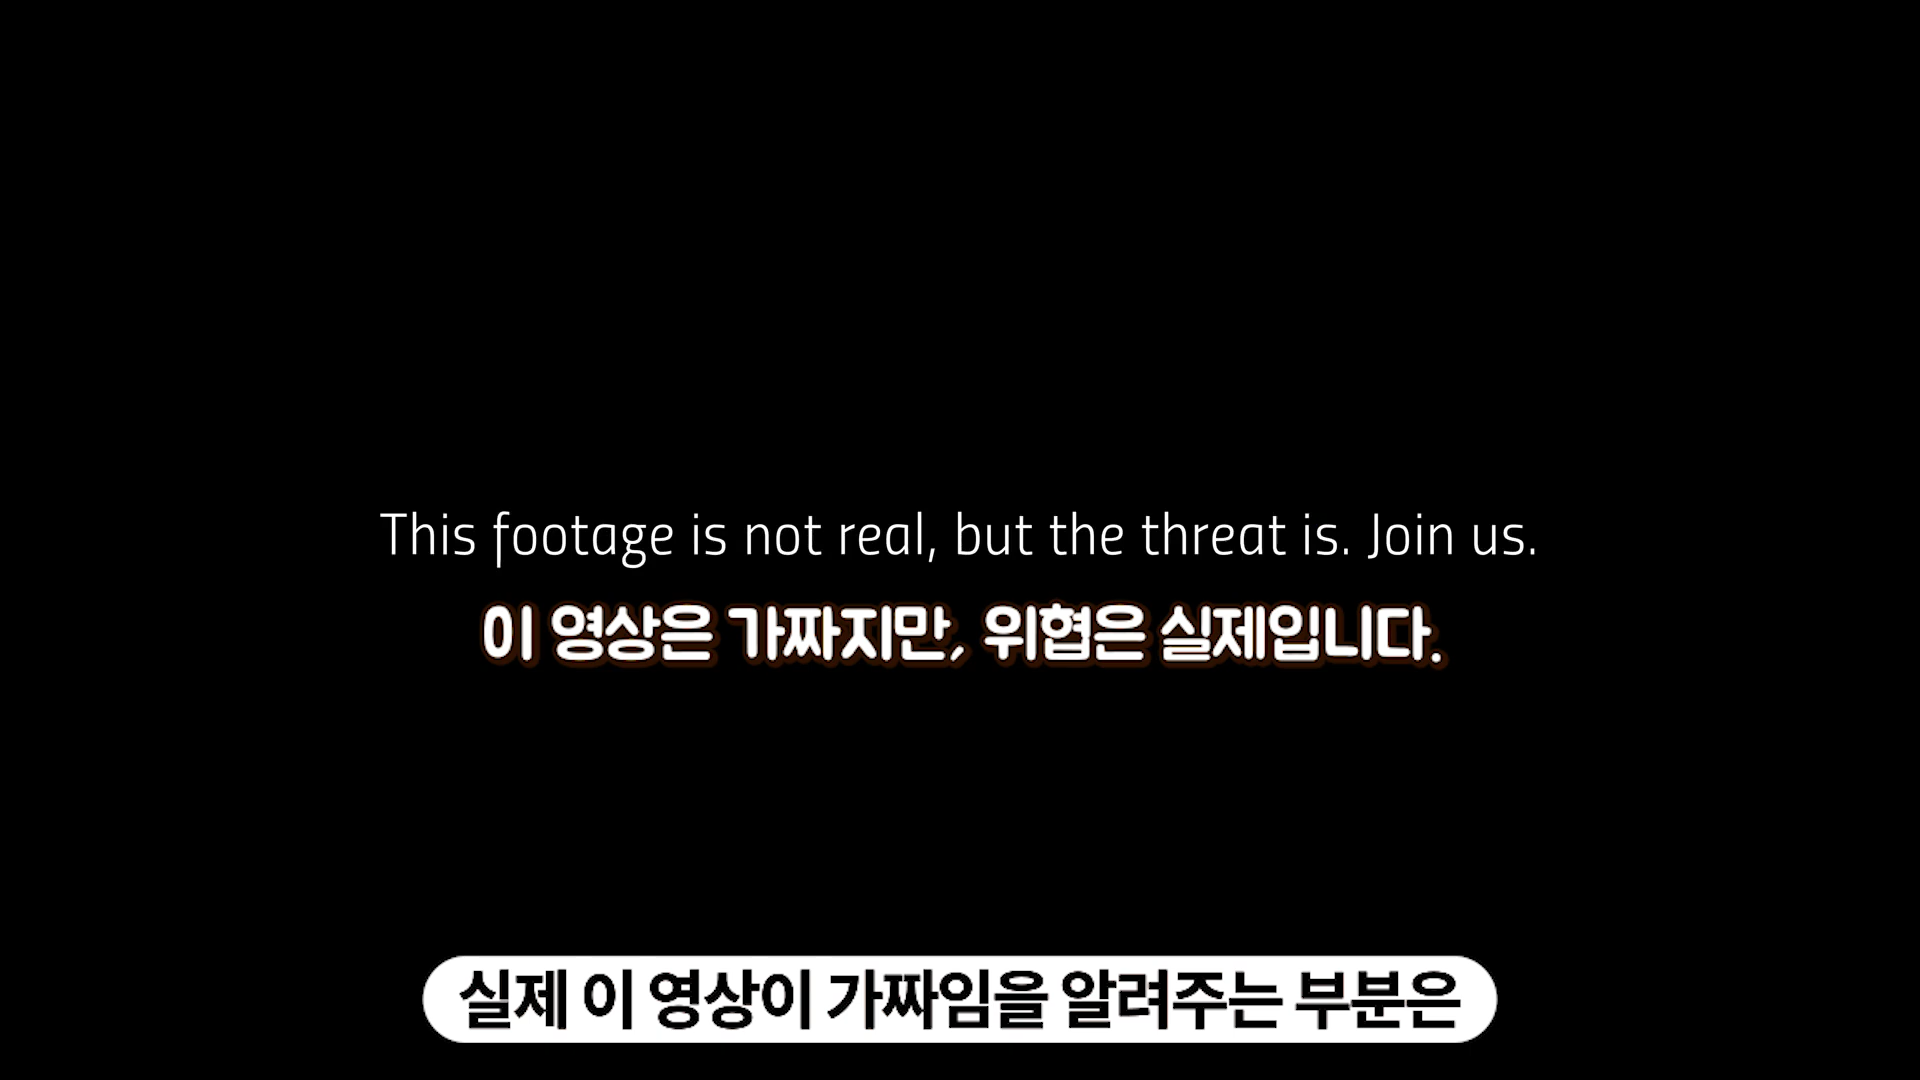 This footage is not real, but the threat is. Join us.
이 영상은 가짜지만, 위협은 실제입니다.
실제 이 영상이 가짜임을 알려주는 부분은